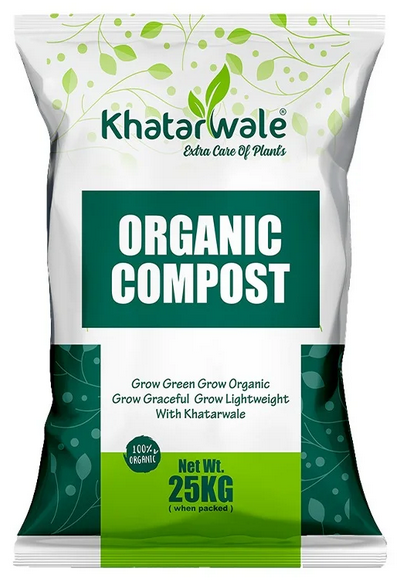 Khatarwale®
Extra Care Of Plants
ORGANIC
COMPOST
Grow Green Grow Organic
Grow Graceful Grow Lightweight
With Khatarwale
100%
ORGANIC
Net Wt.
25KG
( when packed )